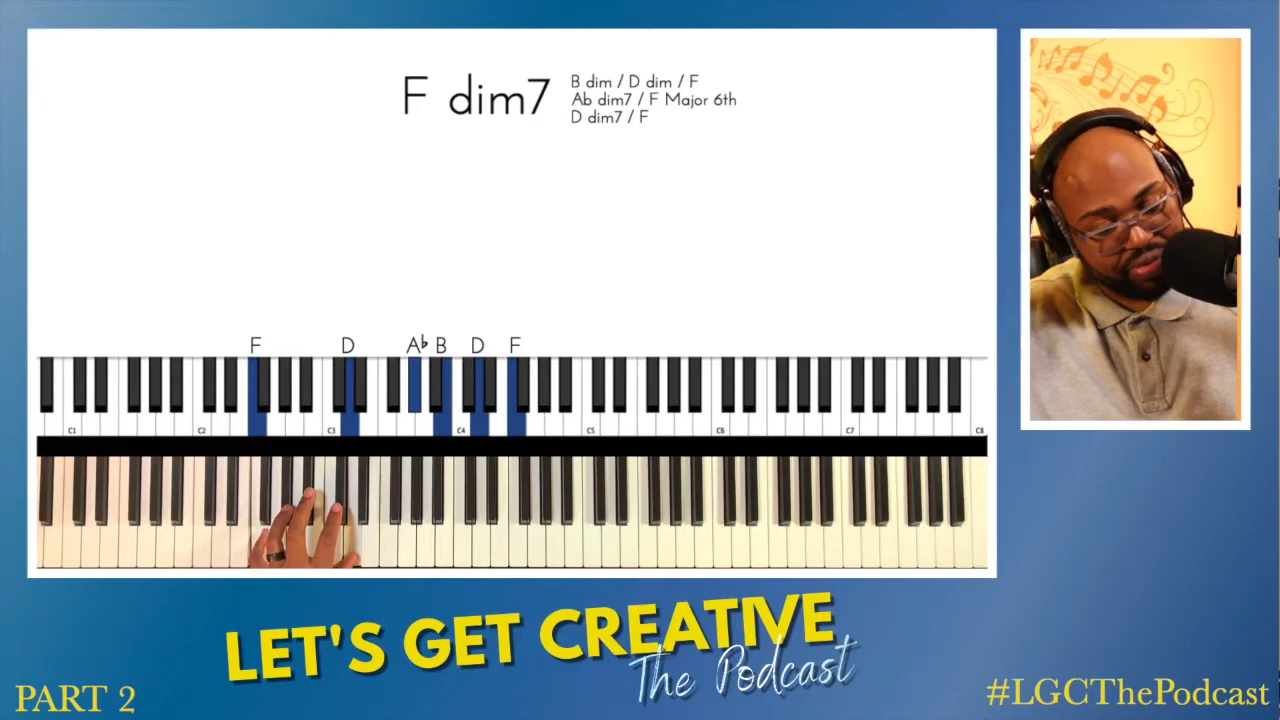 F dim7
B dim / D dim / F
Ab dim7 / F Major 6th
D dim7 / F
F D A♭ B D F
C1 C2 C3 C4 C5 C6 C7 C8
LET'S GET CREATIVE
The Podcast
PART 2
#LGCThePodcast